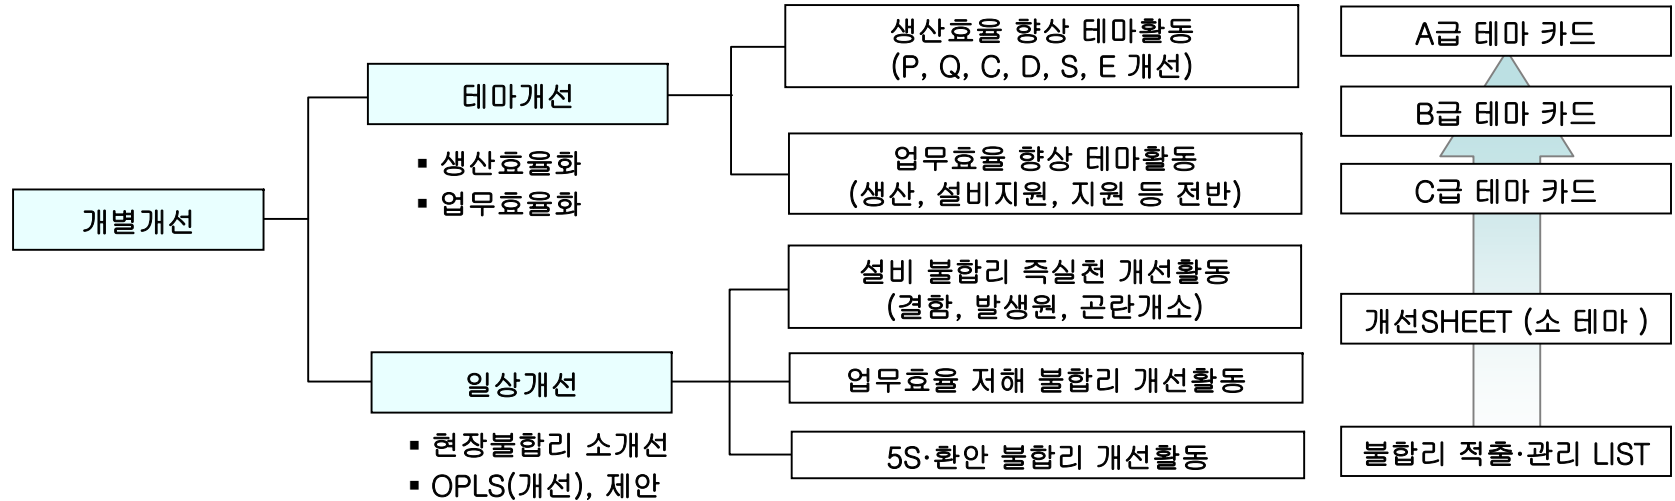 개별개선
테마개선
▪ 생산효율화
▪ 업무효율화
생산효율 향상 테마활동
(P, Q, C, D, S, E 개선)
업무효율 향상 테마활동
(생산, 설비지원, 지원 등 전반)
일상개선
▪ 현장불합리 소개선
▪ OPLS(개선), 제안
설비 불합리 즉실천 개선활동
(결함, 발생원, 곤란개소)
업무효율 저해 불합리 개선활동
5S·환안 불합리 개선활동
A급 테마 카드
B급 테마 카드
C급 테마 카드
개선SHEET (소 테마 )
불합리 적출·관리 LIST